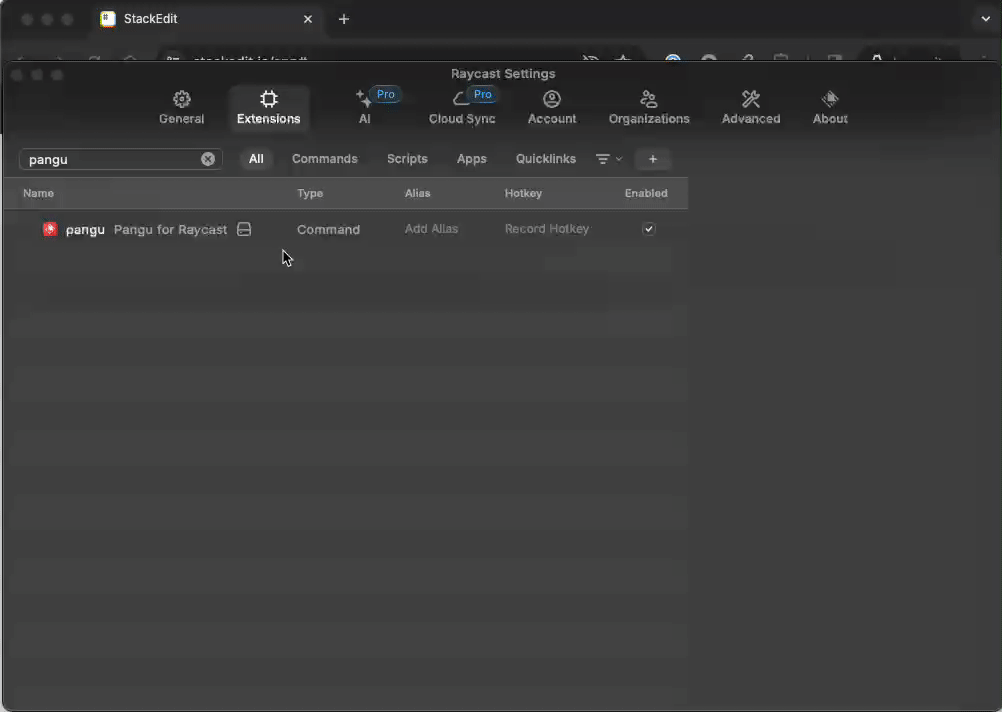 StackEdit
Raycast Settings
Pro Pro
General Extensions AI Cloud Sync Account Organizations Advanced About
pangu All Commands Scripts Apps Quicklinks
Name Type Alias Hotkey Enabled
pangu Pangu for Raycast Command Add Alias Record Hotkey